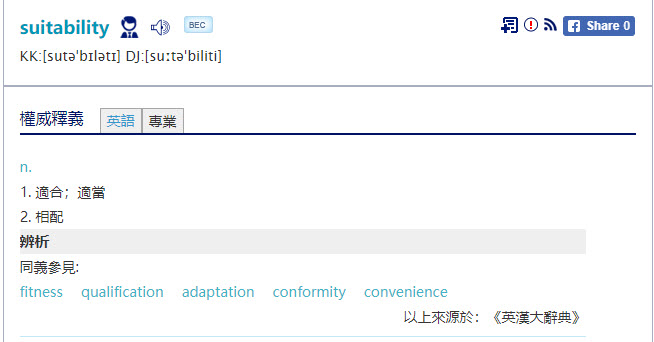 suitability BEC Share 0
KK:[sutəˈbɪlətɪ] DJ:[suːtəˈbiliti]
權威釋義 英語 專業
n.
1. 適合；適當
2. 相配
辨析
同義參見:
fitness qualification adaptation conformity convenience
以上來源於：《英漢大辭典》